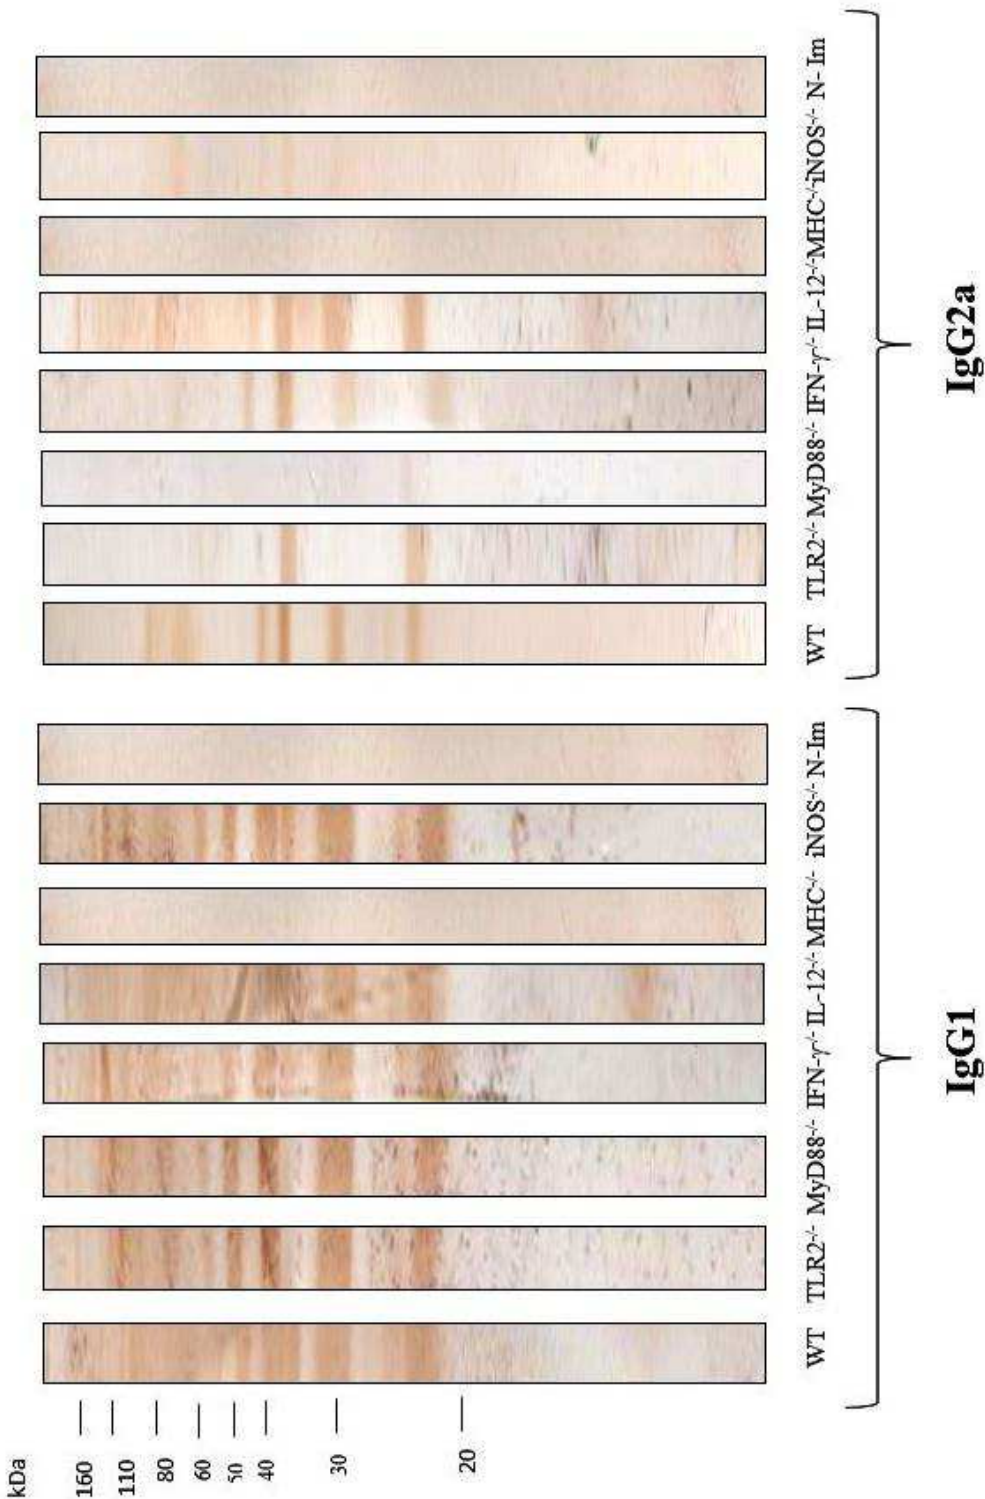 kDa
160
110
80
60
50
40
30
20
WT TLR2-/- MyD88-/- IFN-γ-/- IL-12-/- MHC-/- iNOS-/- N-Im
WT TLR2-/- MyD88-/- IFN-γ-/- IL-12-/- MHC-/- iNOS-/- N- Im
IgG1
IgG2a